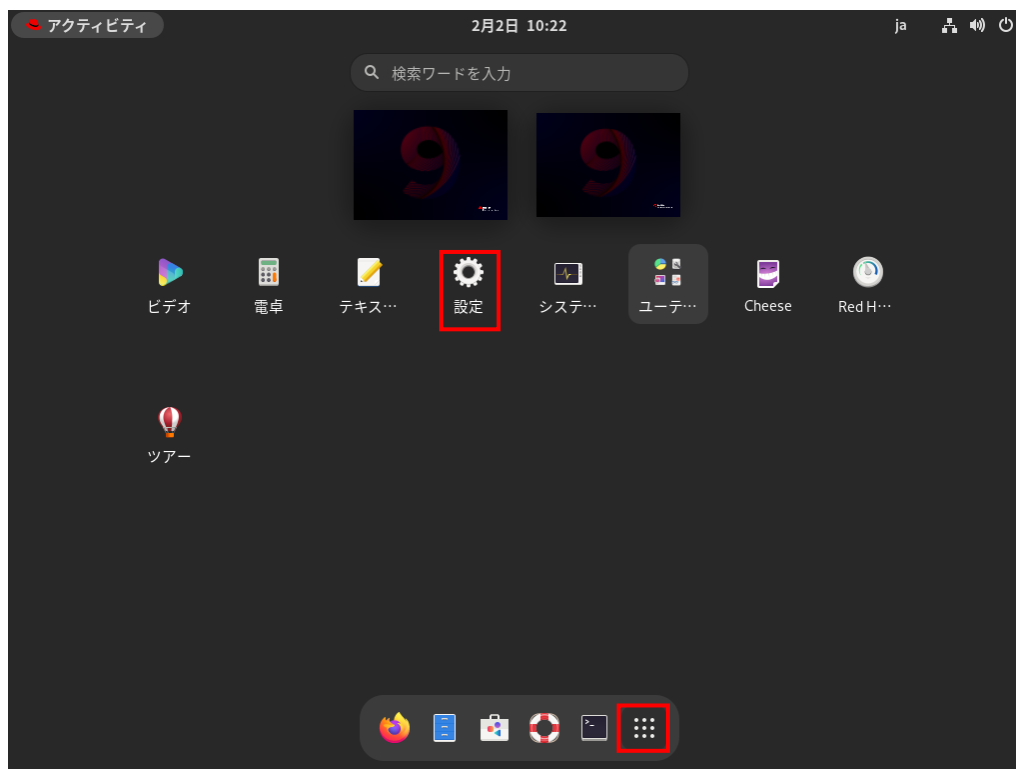 アクティビティ 2月2日 10:22 ja
検索ワードを入力
ビデオ 電卓 テキス… 設定 システ… ユーテ… Cheese Red H…
ツアー